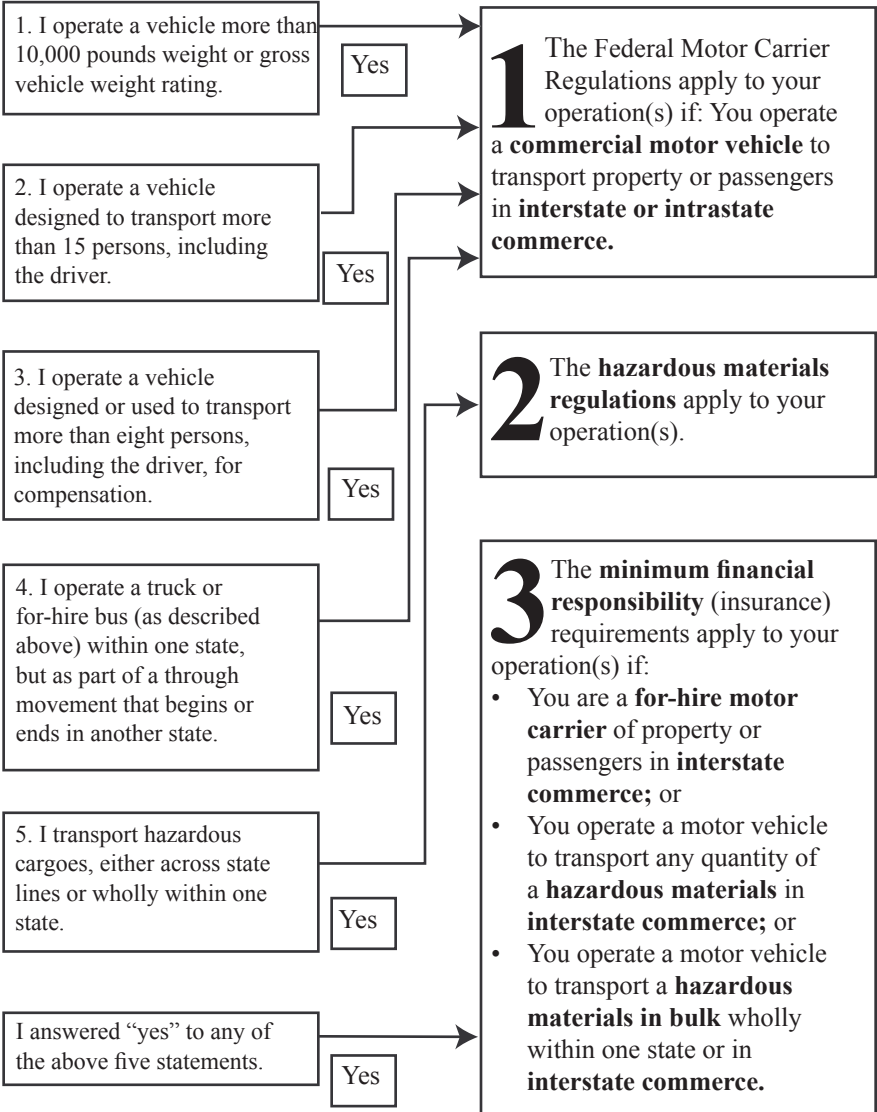 1. I operate a vehicle more than
10,000 pounds weight or gross
vehicle weight rating.
Yes
2. I operate a vehicle
designed to transport more
than 15 persons, including
the driver.
Yes
3. I operate a vehicle
designed or used to transport
more than eight persons,
including the driver, for
compensation.
Yes
4. I operate a truck or
for-hire bus (as described
above) within one state,
but as part of a through
movement that begins or
ends in another state.
Yes
5. I transport hazardous
cargoes, either across state
lines or wholly within one
state.
Yes
I answered “yes” to any of
the above five statements.
Yes
1 The Federal Motor Carrier
Regulations apply to your
operation(s) if: You operate
a commercial motor vehicle to
transport property or passengers
in interstate or intrastate
commerce.
2 The hazardous materials
regulations apply to your
operation(s).
3 The minimum financial
responsibility (insurance)
requirements apply to your
operation(s) if:
• You are a for-hire motor
carrier of property or
passengers in interstate
commerce; or
• You operate a motor vehicle
to transport any quantity of
a hazardous materials in
interstate commerce; or
• You operate a motor vehicle
to transport a hazardous
materials in bulk wholly
within one state or in
interstate commerce.